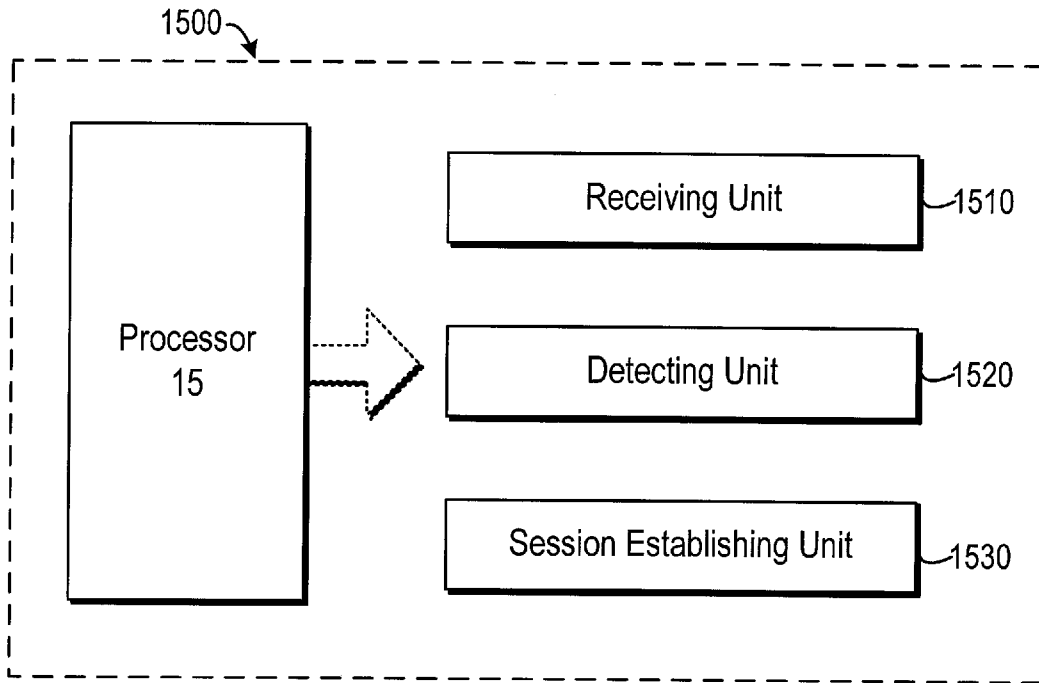 1500
Receiving Unit
1510
Processor
15
Detecting Unit
1520
Session Establishing Unit
1530